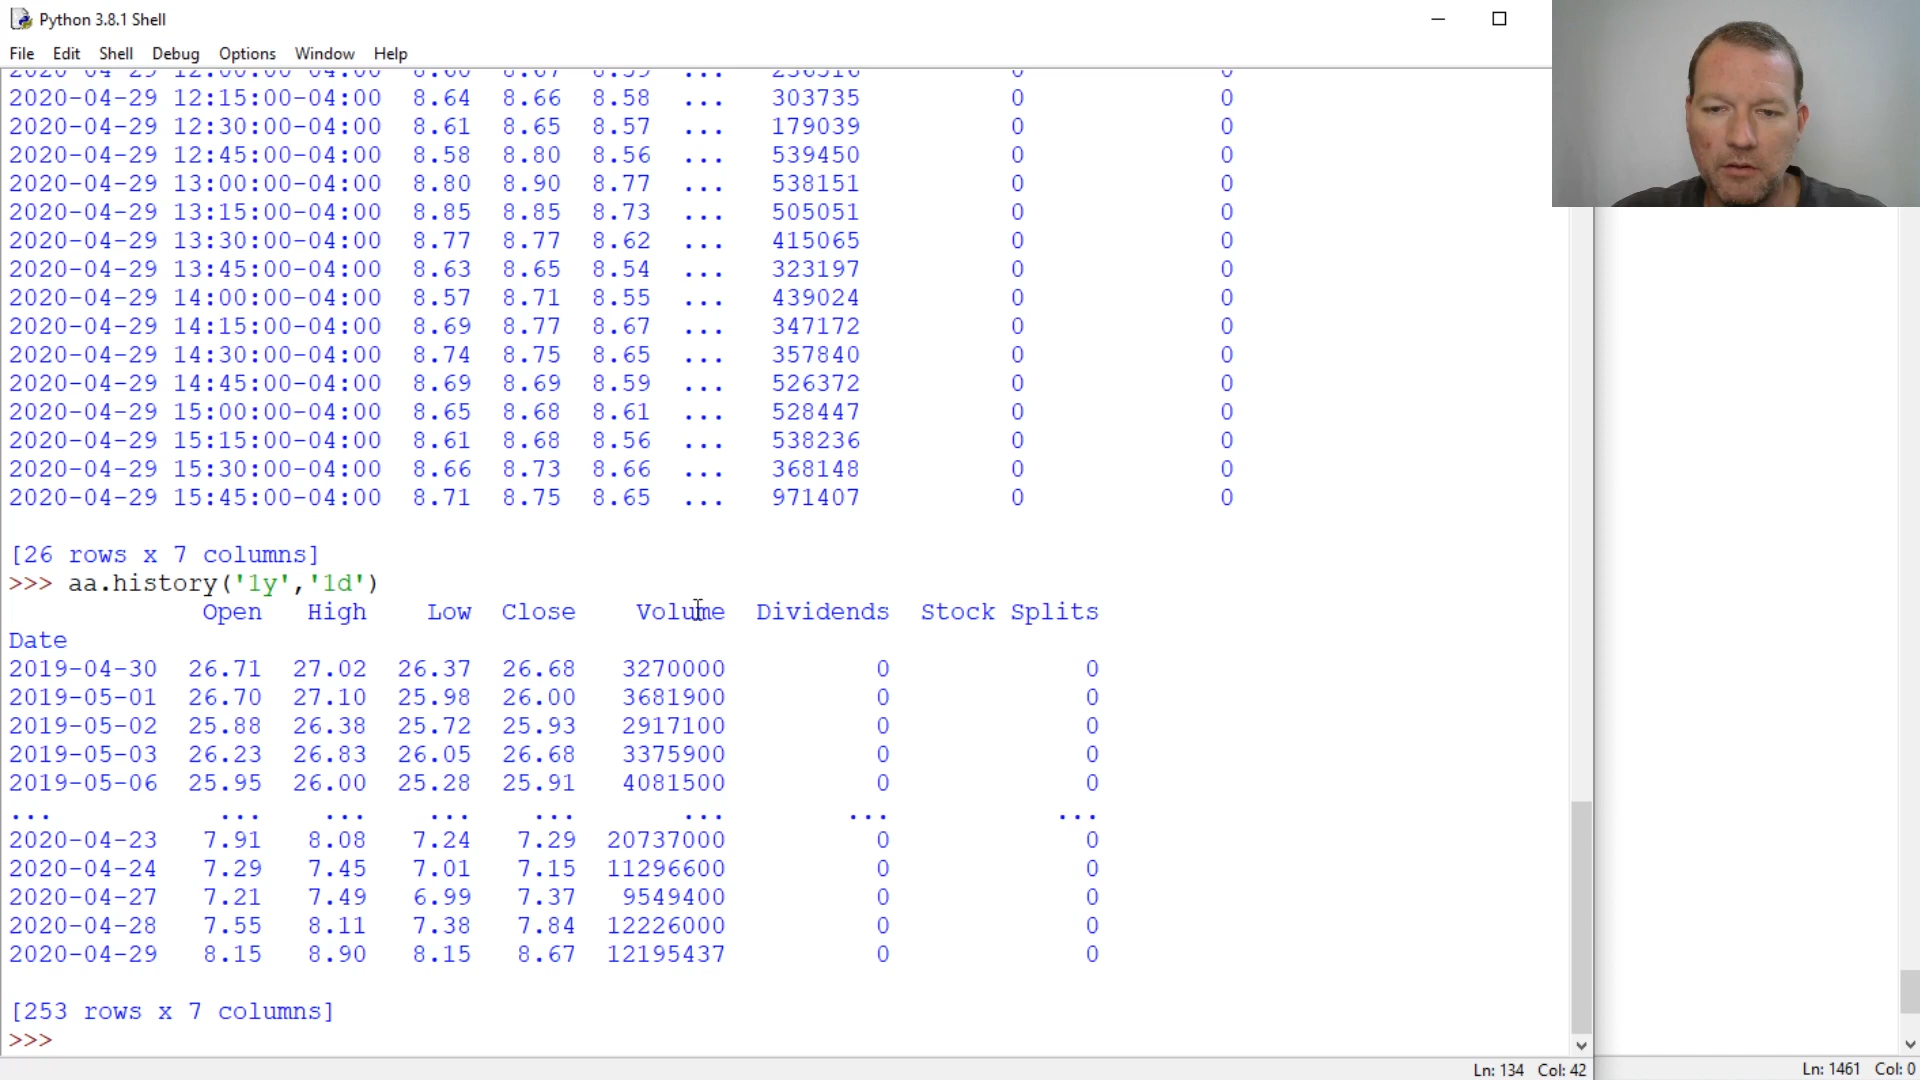 Python 3.8.1 Shell
File Edit Shell Debug Options Window Help
2020-04-29 12:15:00-04:00 8.64 8.66 8.58 ... 303735 0 0
2020-04-29 12:30:00-04:00 8.61 8.65 8.57 ... 179039 0 0
2020-04-29 12:45:00-04:00 8.58 8.80 8.56 ... 539450 0 0
2020-04-29 13:00:00-04:00 8.80 8.90 8.77 ... 538151 0 0
2020-04-29 13:15:00-04:00 8.85 8.85 8.73 ... 505051 0 0
2020-04-29 13:30:00-04:00 8.77 8.77 8.62 ... 415065 0 0
2020-04-29 13:45:00-04:00 8.63 8.65 8.54 ... 323197 0 0
2020-04-29 14:00:00-04:00 8.57 8.71 8.55 ... 439024 0 0
2020-04-29 14:15:00-04:00 8.69 8.77 8.67 ... 347172 0 0
2020-04-29 14:30:00-04:00 8.74 8.75 8.65 ... 357840 0 0
2020-04-29 14:45:00-04:00 8.69 8.69 8.59 ... 526372 0 0
2020-04-29 15:00:00-04:00 8.65 8.68 8.61 ... 528447 0 0
2020-04-29 15:15:00-04:00 8.61 8.68 8.56 ... 538236 0 0
2020-04-29 15:30:00-04:00 8.66 8.73 8.66 ... 368148 0 0
2020-04-29 15:45:00-04:00 8.71 8.75 8.65 ... 971407 0 0
[26 rows x 7 columns]
>>> aa.history('1y','1d')
Open High Low Close Volume Dividends Stock Splits
Date
2019-04-30 26.71 27.02 26.37 26.68 3270000 0 0
2019-05-01 26.70 27.10 25.98 26.00 3681900 0 0
2019-05-02 25.88 26.38 25.72 25.93 2917100 0 0
2019-05-03 26.23 26.83 26.05 26.68 3375900 0 0
2019-05-06 25.95 26.00 25.28 25.91 4081500 0 0
... ... ... ... ... ... ... ...
2020-04-23 7.91 8.08 7.24 7.29 20737000 0 0
2020-04-24 7.29 7.45 7.01 7.15 11296600 0 0
2020-04-27 7.21 7.49 6.99 7.37 9549400 0 0
2020-04-28 7.55 8.11 7.38 7.84 12226000 0 0
2020-04-29 8.15 8.90 8.15 8.67 12195437 0 0
[253 rows x 7 columns]
>>>
Ln: 134 Col: 42
Ln: 1461 Col: 0